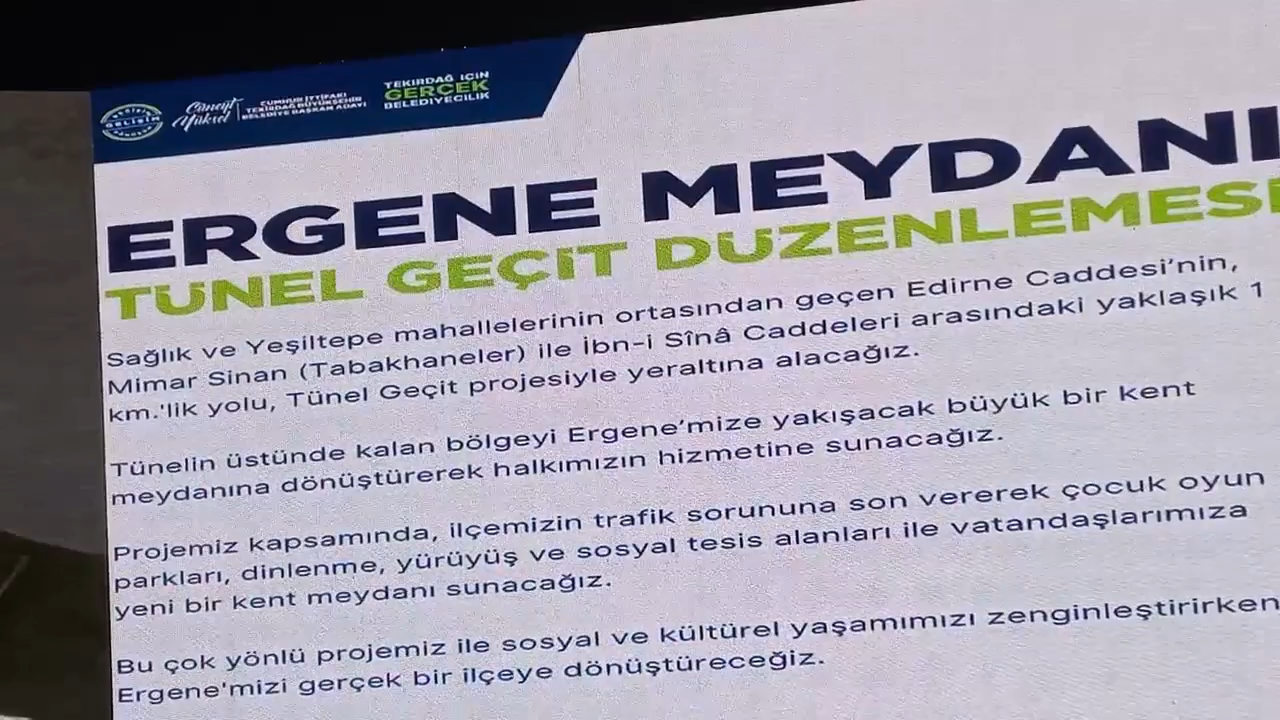 GELİŞİM
Cüneyt
Yüksel
CUMHUR İTTİFAKI
TEKİRDAĞ BÜYÜKŞEHİR
BELEDİYE BAŞKAN ADAYI
TEKİRDAĞ İÇİN
GERÇEK
BELEDİYECİLİK
ERGENE MEYDANI
TÜNEL GEÇİT DÜZENLEMESİ
Sağlık ve Yeşiltepe mahallelerinin ortasından geçen Edirne Caddesi’nin,
Mimar Sinan (Tabakhaneler) ile İbn-i Sînâ Caddeleri arasındaki yaklaşık 1
km.'lik yolu, Tünel Geçit projesiyle yeraltına alacağız.
Tünelin üstünde kalan bölgeyi Ergene’mize yakışacak büyük bir kent
meydanına dönüştürerek halkımızın hizmetine sunacağız.
Projemiz kapsamında, ilçemizin trafik sorununa son vererek çocuk oyun
parkları, dinlenme, yürüyüş ve sosyal tesis alanları ile vatandaşlarımıza
yeni bir kent meydanı sunacağız.
Bu çok yönlü projemiz ile sosyal ve kültürel yaşamımızı zenginleştirirken
Ergene'mizi gerçek bir ilçeye dönüştüreceğiz.